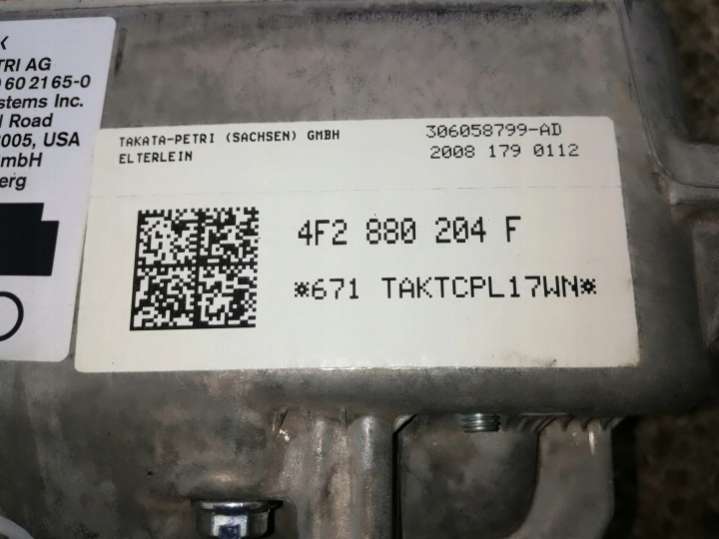 K
TRI AG
60 2165-0
stems Inc.
Road
005, USA
mbH
erg
TAKATA-PETRI (SACHSEN) GMBH
ELTERLEIN
306058799-AD
2008 179 0112
4F2 880 204 F
*671 TAKTCPL17WN*